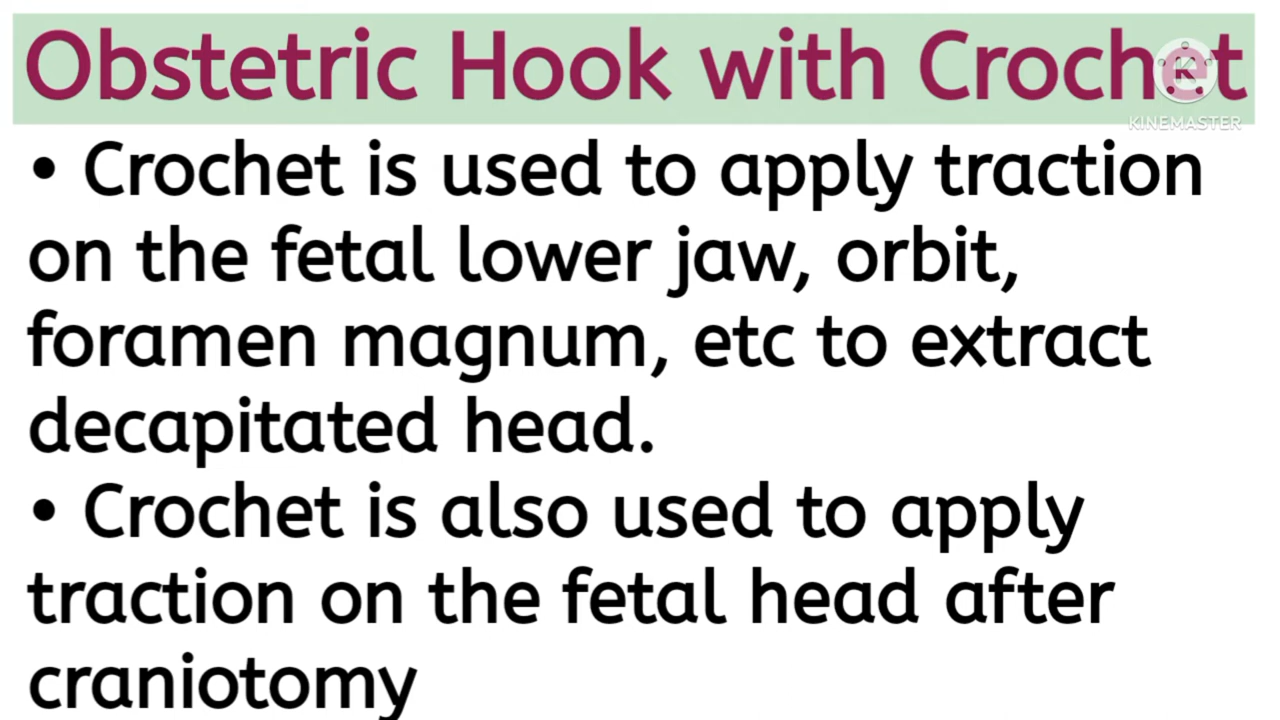 Obstetric Hook with Crochet
KINEMASTER
• Crochet is used to apply traction
on the fetal lower jaw, orbit,
foramen magnum, etc to extract
decapitated head.
• Crochet is also used to apply
traction on the fetal head after
craniotomy